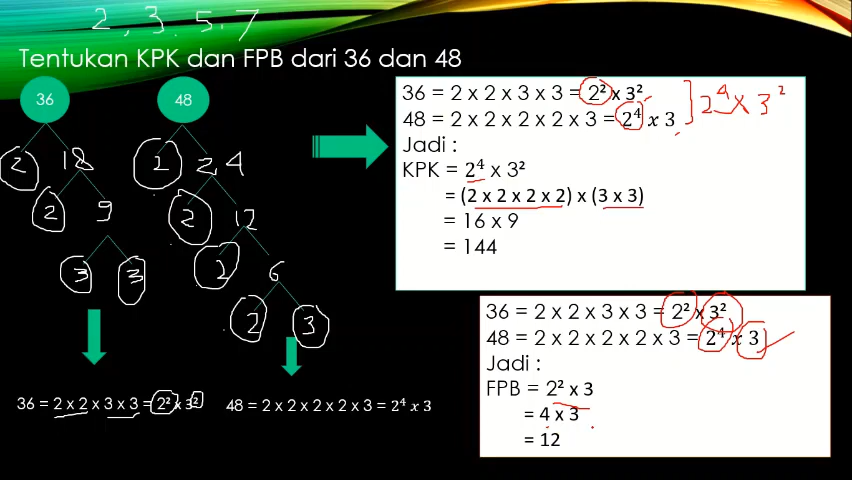 2, 3, 5, 7
Tentukan KPK dan FPB dari 36 dan 48
36
48
2 18
2 24
2 9
2 12
3 3
2 6
2 3
36 = 2 x 2 x 3 x 3 = 2² x 3²
48 = 2 x 2 x 2 x 2 x 3 = 2⁴ x 3
36 = 2 x 2 x 3 x 3 = 2² x 3²
48 = 2 x 2 x 2 x 2 x 3 = 2⁴ x 3
2⁴ x 3²
Jadi :
KPK = 2⁴ x 3²
= (2 x 2 x 2 x 2) x (3 x 3)
= 16 x 9
= 144
36 = 2 x 2 x 3 x 3 = 2² x 3²
48 = 2 x 2 x 2 x 2 x 3 = 2⁴ x 3
Jadi :
FPB = 2² x 3
= 4 x 3
= 12